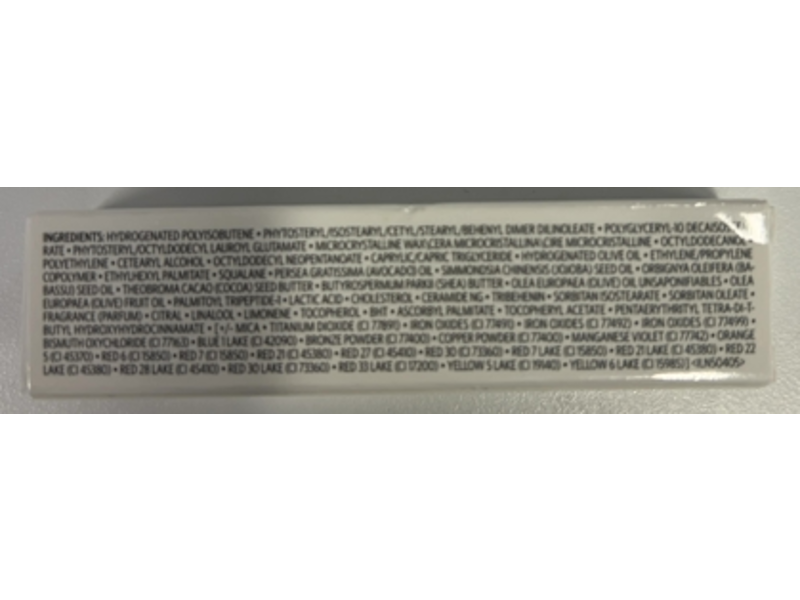 INGREDIENTS: HYDROGENATED POLYISOBUTENE • PHYTOSTERYL/ISOSTEARYL/CETYL/STEARYL/BEHENYL DIMER DILINOLEATE • POLYGLYCERYL-10 DECAISOSTEA-
RATE • PHYTOSTERYL/OCTYLDODECYL LAUROYL GLUTAMATE • MICROCRYSTALLINE WAX\CERA MICROCRISTALLINA\CIRE MICROCRISTALLINE • OCTYLDODECANOL •
POLYETHYLENE • CETEARYL ALCOHOL • OCTYLDODECYL NEOPENTANOATE • CAPRYLIC/CAPRIC TRIGLYCERIDE • HYDROGENATED OLIVE OIL • ETHYLENE/PROPYLENE
COPOLYMER • ETHYLHEXYL PALMITATE • SQUALANE • PERSEA GRATISSIMA (AVOCADO) OIL • SIMMONDSIA CHINENSIS (JOJOBA) SEED OIL • ORBIGNYA OLEIFERA (BA-
BASSU) SEED OIL • THEOBROMA CACAO (COCOA) SEED BUTTER • BUTYROSPERMUM PARKII (SHEA) BUTTER • OLEA EUROPAEA (OLIVE) OIL UNSAPONIFIABLES • OLEA
EUROPAEA (OLIVE) FRUIT OIL • PALMITOYL TRIPEPTIDE-1 • LACTIC ACID • CHOLESTEROL • CERAMIDE NG • TRIBEHENIN • SORBITAN ISOSTEARATE • SORBITAN OLEATE •
FRAGRANCE (PARFUM) • CITRAL • LINALOOL • LIMONENE • TOCOPHEROL • BHT • ASCORBYL PALMITATE • TOCOPHERYL ACETATE • PENTAERYTHRITYL TETRA-DI-T-
BUTYL HYDROXYHYDROCINNAMATE • [+/- MICA • TITANIUM DIOXIDE (CI 77891) • IRON OXIDES (CI 77491) • IRON OXIDES (CI 77492) • IRON OXIDES (CI 77499) •
BISMUTH OXYCHLORIDE (CI 77163) • BLUE 1 LAKE (CI 42090) • BRONZE POWDER (CI 77400) • COPPER POWDER (CI 77400) • MANGANESE VIOLET (CI 77742) • ORANGE
5 (CI 45370) • RED 6 (CI 15850) • RED 7 (CI 15850) • RED 21 (CI 45380) • RED 27 (CI 45410) • RED 30 (CI 73360) • RED 7 LAKE (CI 15850) • RED 21 LAKE (CI 45380) • RED 22
LAKE (CI 45380) • RED 28 LAKE (CI 45410) • RED 30 LAKE (CI 73360) • RED 33 LAKE (CI 17200) • YELLOW 5 LAKE (CI 19140) • YELLOW 6 LAKE (CI 15985)] <ILN50405>